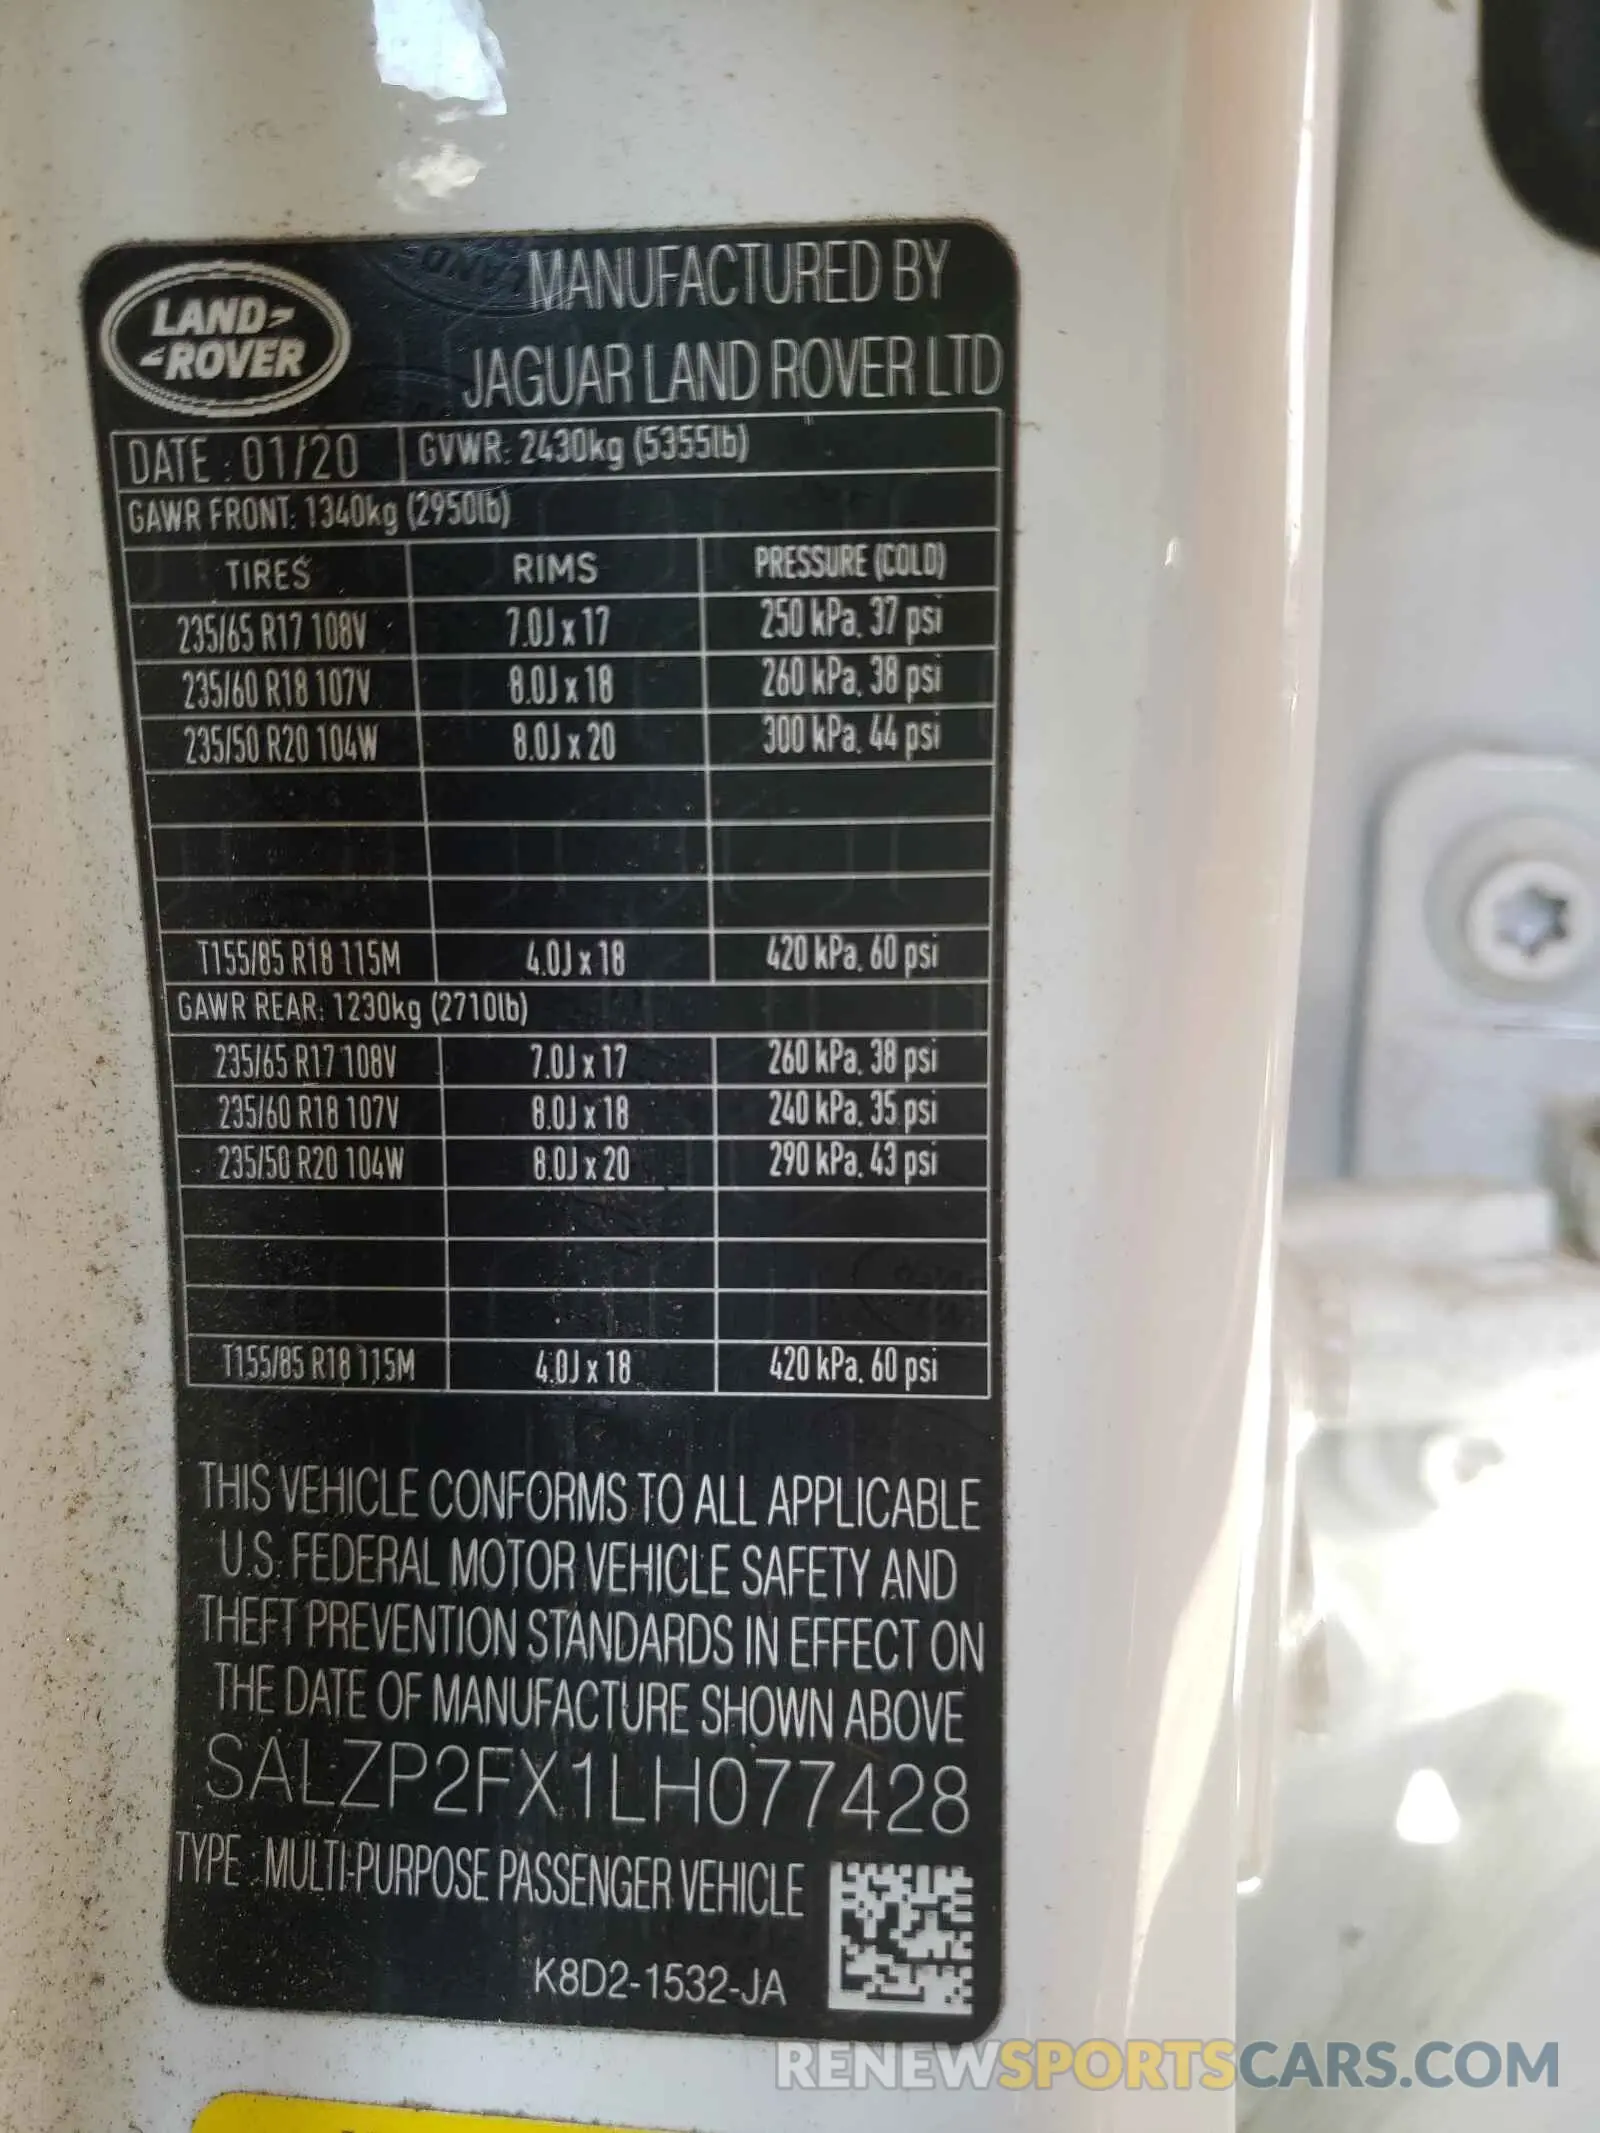 LAND-
-ROVER
MANUFACTURED BY
JAGUAR LAND ROVER LTD
DATE : 01/20 GVWR: 2430kg (5355lb)
GAWR FRONT: 1340kg (2950lb)
TIRES RIMS PRESSURE (COLD)
235/65 R17 108V 7.0J x 17 250 kPa, 37 psi
235/60 R18 107V 8.0J x 18 260 kPa, 38 psi
235/50 R20 104W 8.0J x 20 300 kPa, 44 psi
T155/85 R18 115M 4.0J x 18 420 kPa, 60 psi
GAWR REAR: 1230kg (2710lb)
235/65 R17 108V 7.0J x 17 260 kPa, 38 psi
235/60 R18 107V 8.0J x 18 240 kPa, 35 psi
235/50 R20 104W 8.0J x 20 290 kPa, 43 psi
T155/85 R18 115M 4.0J x 18 420 kPa, 60 psi
THIS VEHICLE CONFORMS TO ALL APPLICABLE
U.S. FEDERAL MOTOR VEHICLE SAFETY AND
THEFT PREVENTION STANDARDS IN EFFECT ON
THE DATE OF MANUFACTURE SHOWN ABOVE
SALZP2FX1LH077428
TYPE : MULTI-PURPOSE PASSENGER VEHICLE
K8D2-1532-JA
RENEWSPORTSCARS.COM